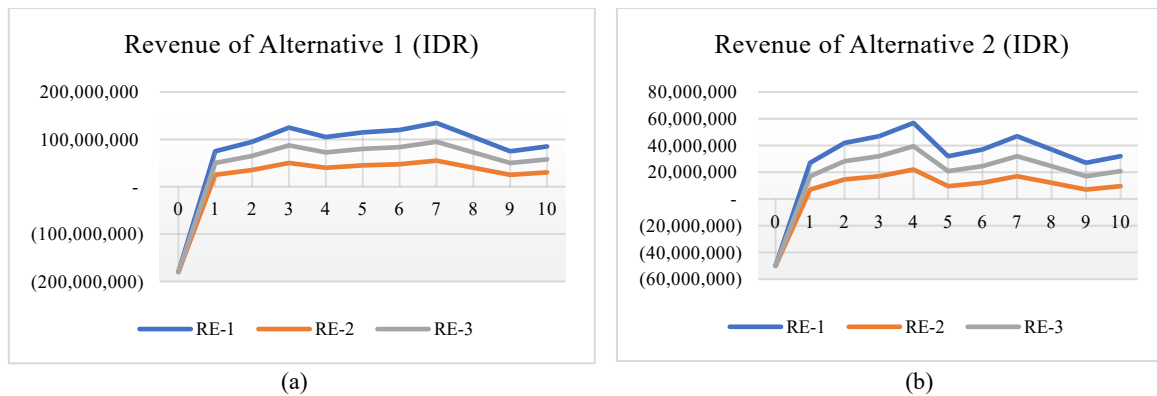 Revenue of Alternative 1 (IDR)
200,000,000
100,000,000
-
(100,000,000)
(200,000,000)
0 1 2 3 4 5 6 7 8 9 10
RE-1 RE-2 RE-3
(a)
Revenue of Alternative 2 (IDR)
80,000,000
60,000,000
40,000,000
20,000,000
-
(20,000,000)
(40,000,000)
(60,000,000)
0 1 2 3 4 5 6 7 8 9 10
RE-1 RE-2 RE-3
(b)